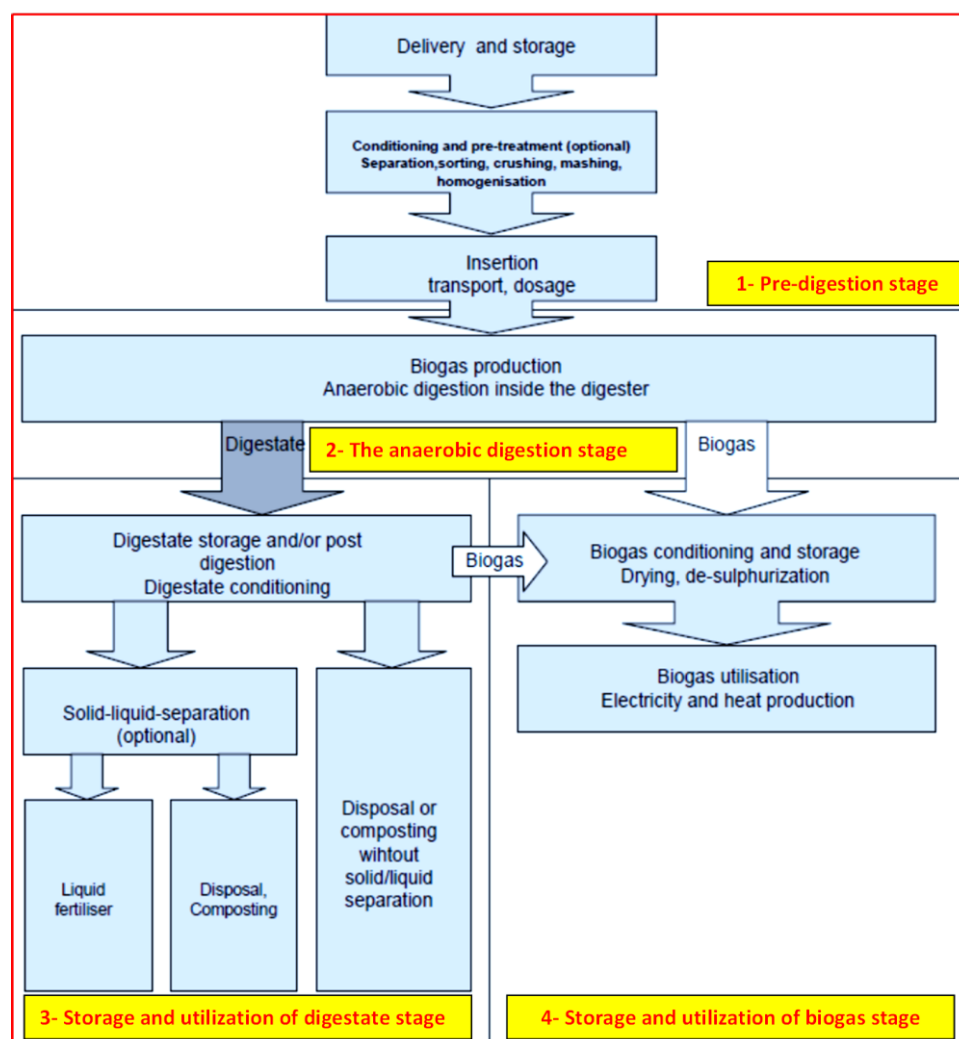 Delivery and storage
Conditioning and pre-treatment (optional)
Separation,sorting, crushing, mashing,
homogenisation
Insertion
transport, dosage
1- Pre-digestion stage
Biogas production
Anaerobic digestion inside the digester
Digestate
2- The anaerobic digestion stage
Biogas
Digestate storage and/or post
digestion
Digestate conditioning
Biogas
Biogas conditioning and storage
Drying, de-sulphurization
Biogas utilisation
Electricity and heat production
Solid-liquid-separation
(optional)
Liquid
fertiliser
Disposal,
Composting
Disposal or
composting
wihtout
solid/liquid
separation
3- Storage and utilization of digestate stage
4- Storage and utilization of biogas stage